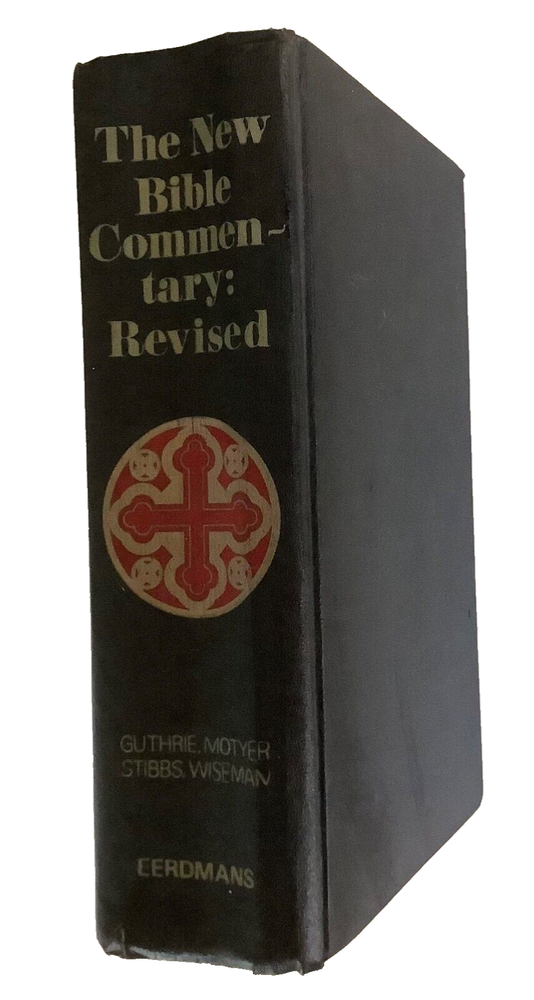 The New
Bible
Commen-
tary:
Revised
GUTHRIE, MOTYER
STIBBS, WISEMAN
EERDMANS